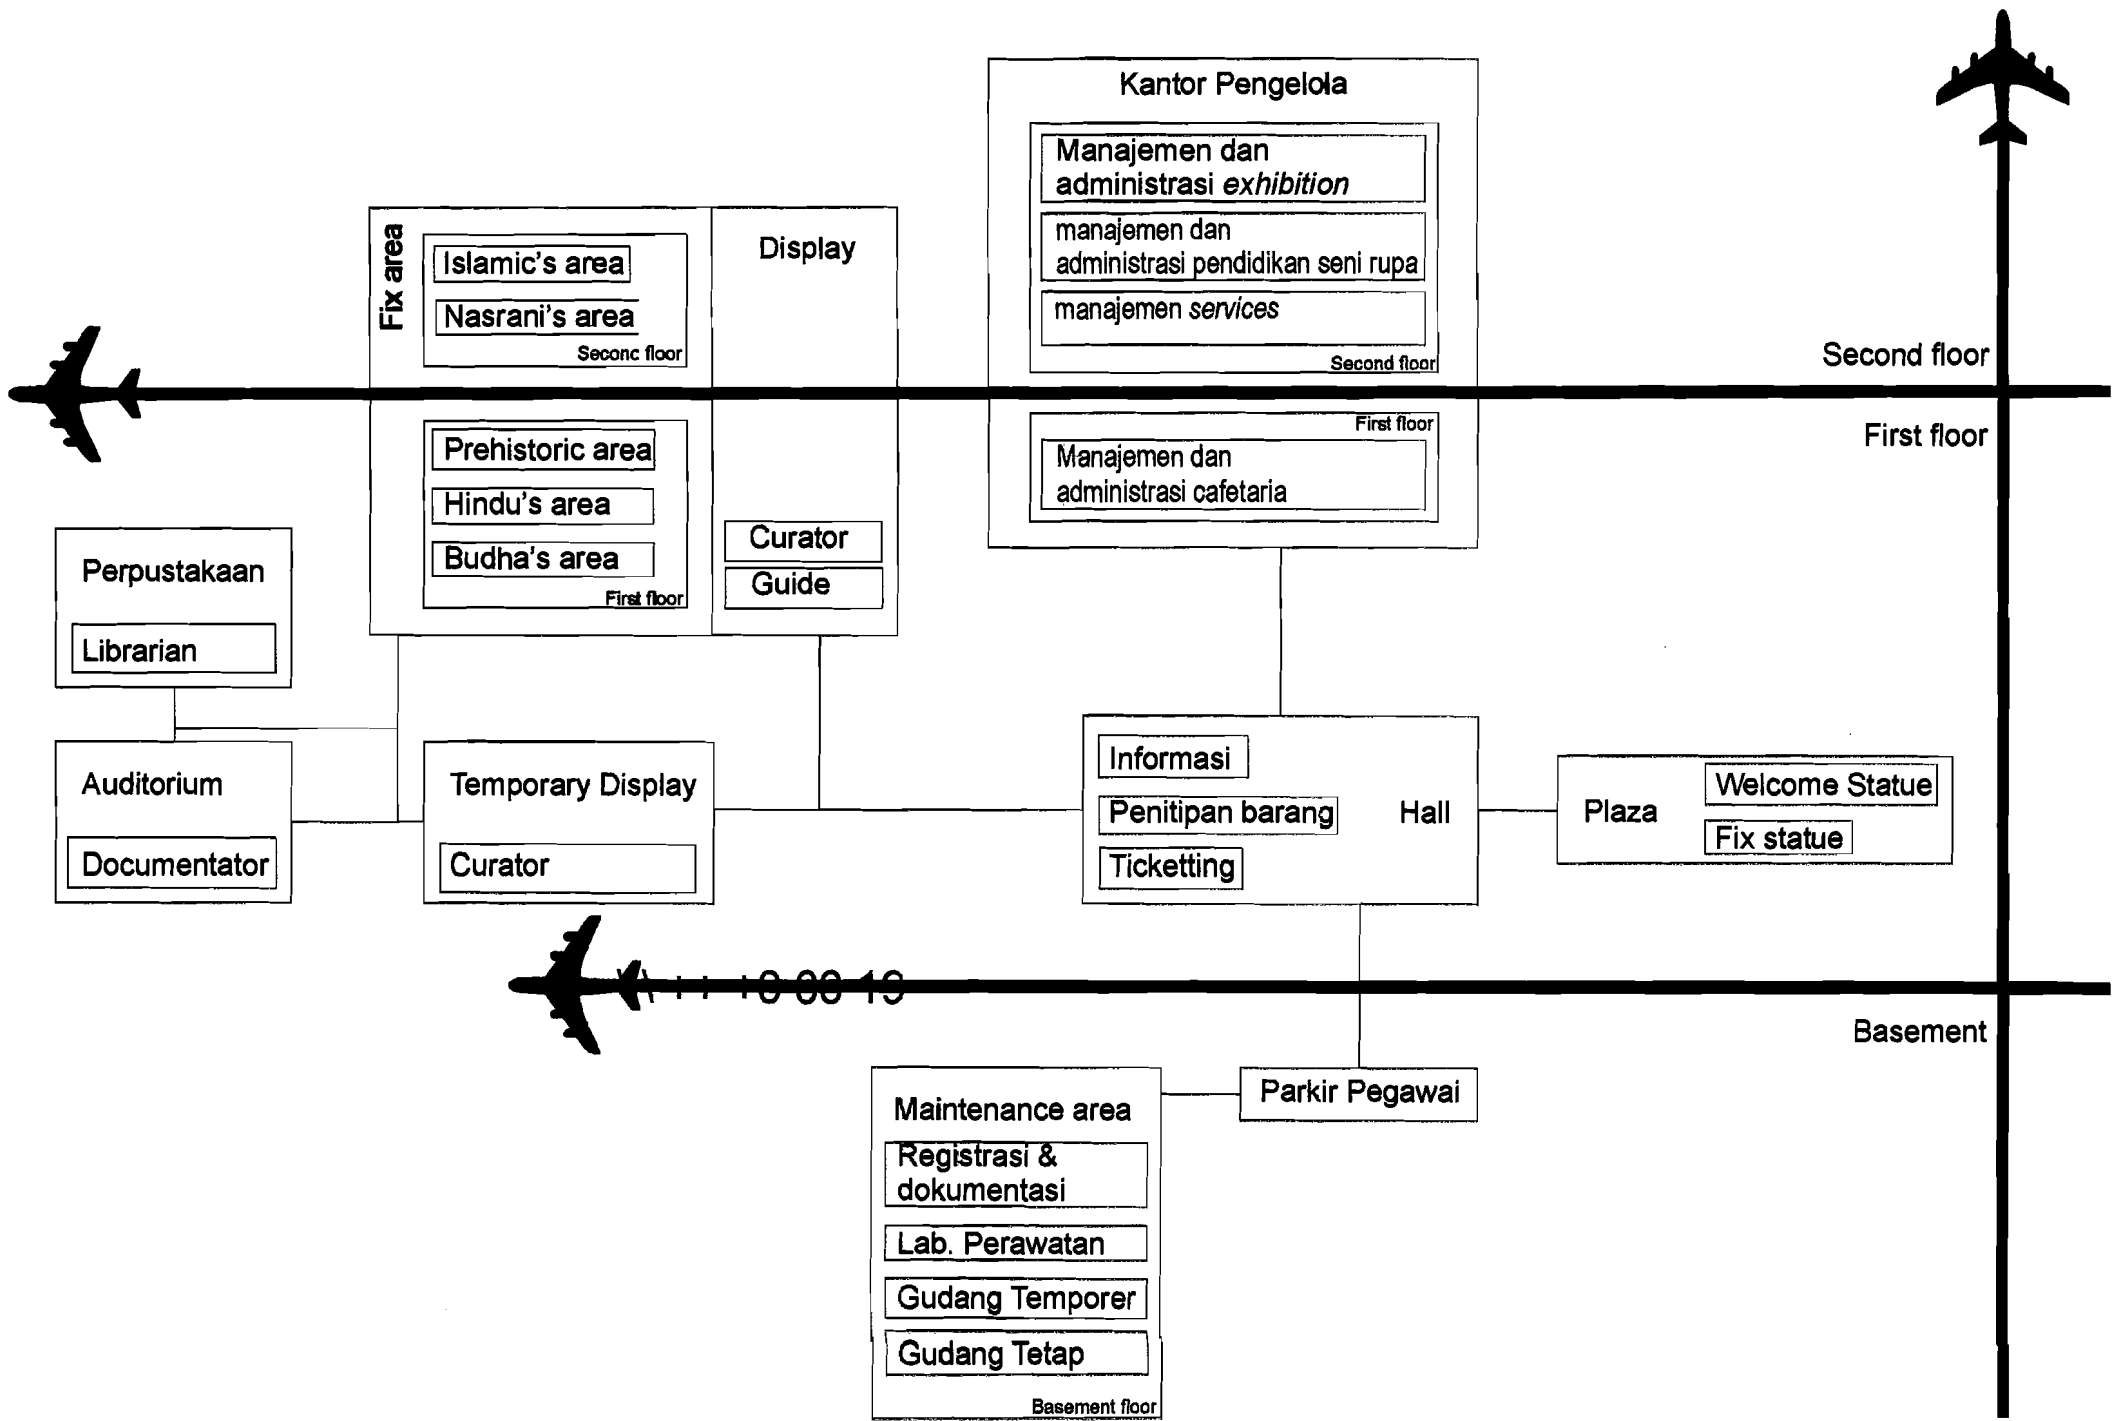 Kantor Pengelola
Manajemen dan
administrasi exhibition
manajemen dan
administrasi pendidikan seni rupa
manajemen services
Second floor
Fix area
Islamic's area
Nasrani's area
Seconc floor
Display
Second floor
First floor
First floor
Manajemen dan
administrasi cafetaria
Prehistoric area
Hindu's area
Budha's area
First floor
Curator
Guide
Perpustakaan
Librarian
Auditorium
Documentator
Temporary Display
Curator
Informasi
Penitipan barang
Ticketting
Hall
Plaza
Welcome Statue
Fix statue
Basement
Maintenance area
Registrasi &
dokumentasi
Lab. Perawatan
Gudang Temporer
Gudang Tetap
Basement floor
Parkir Pegawai